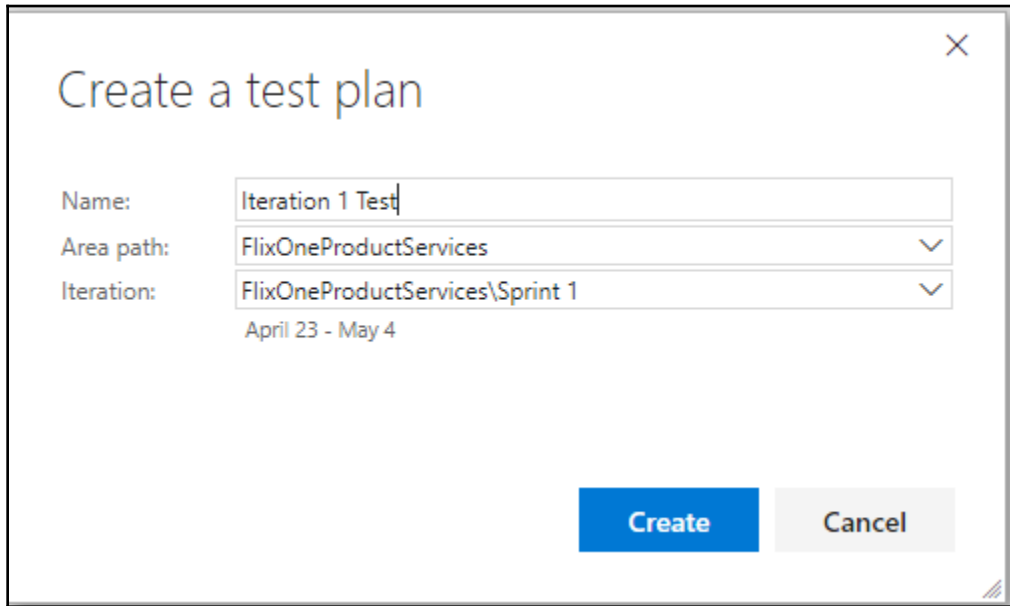 Create a test plan
Name: Iteration 1 Test
Area path: FlixOneProductServices
Iteration: FlixOneProductServices\Sprint 1
April 23 - May 4
Create Cancel